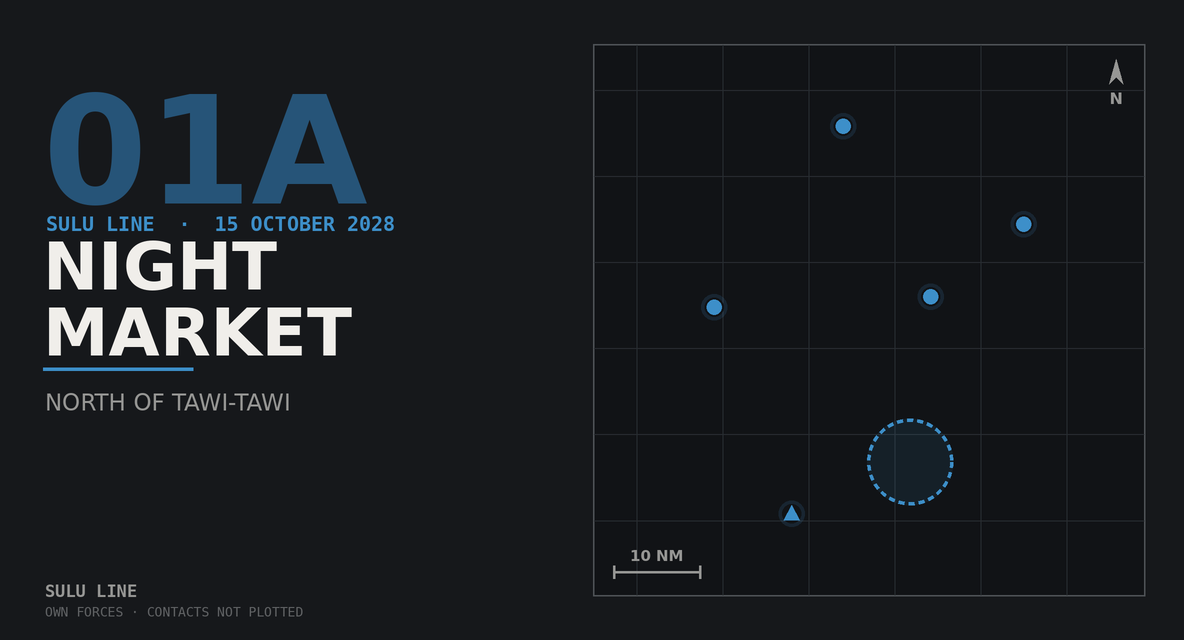 01A
SULU LINE · 15 OCTOBER 2028
NIGHT
MARKET
NORTH OF TAWI-TAWI
SULU LINE
OWN FORCES · CONTACTS NOT PLOTTED
N
10 NM